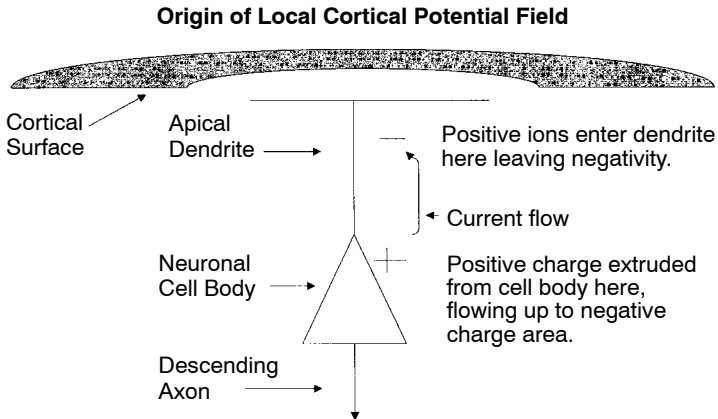 Origin of Local Cortical Potential Field
Cortical
Surface
Apical
Dendrite
Positive ions enter dendrite
here leaving negativity.
Current flow
Neuronal
Cell Body
Positive charge extruded
from cell body here,
flowing up to negative
charge area.
Descending
Axon